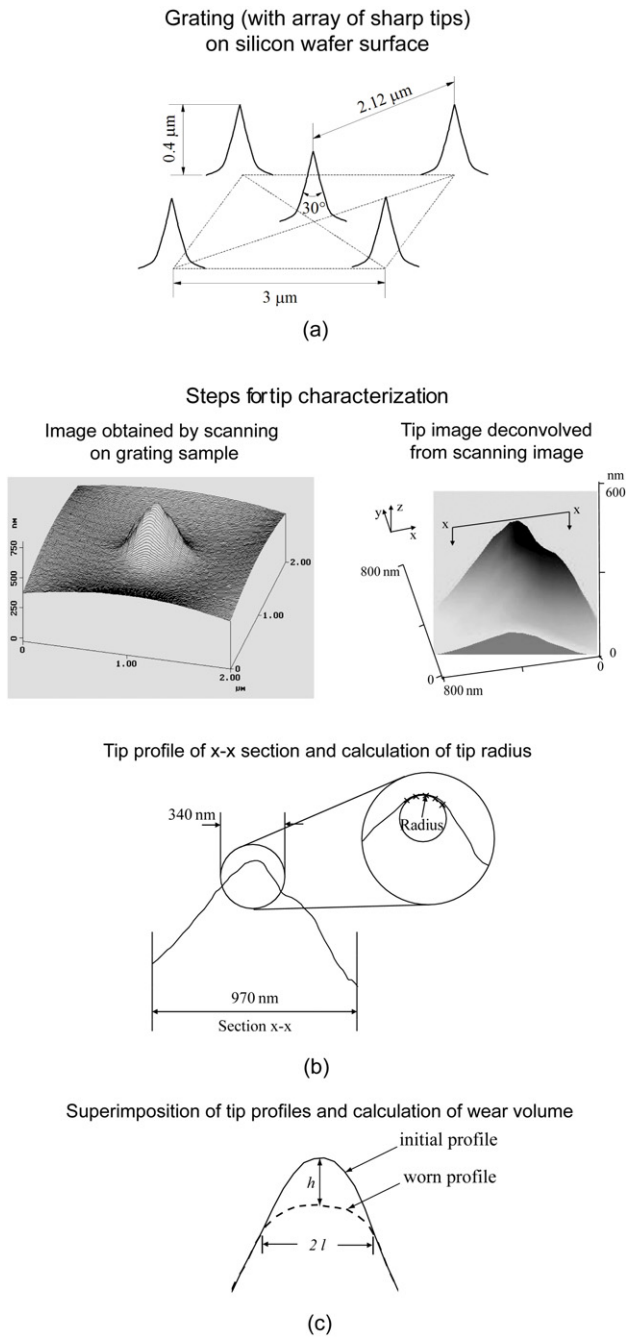 Grating (with array of sharp tips)
on silicon wafer surface
2.12 μm
0.4 μm
30°
3 μm
(a)
Steps for tip characterization
Image obtained by scanning
on grating sample
Tip image deconvolved
from scanning image
nm
750
500
250
0
0
1.00
2.00
μm
1.00
2.00
nm
600
z
y
x
x
x
800 nm
0
0
800 nm
0
Tip profile of x-x section and calculation of tip radius
340 nm
Radius
970 nm
Section x-x
(b)
Superimposition of tip profiles and calculation of wear volume
initial profile
h
worn profile
2 l
(c)